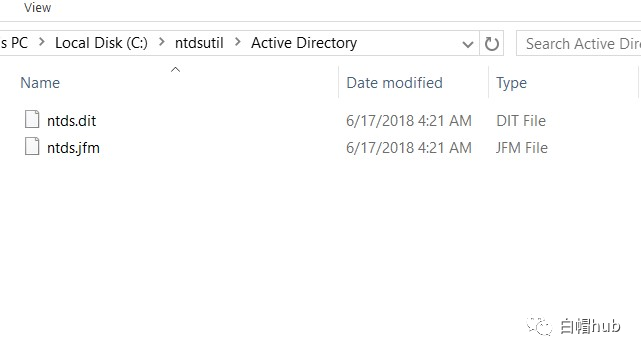 View
s PC > Local Disk (C:) > ntdsutil > Active Directory
Search Active Dire
Name Date modified Type
ntds.dit 6/17/2018 4:21 AM DIT File
ntds.jfm 6/17/2018 4:21 AM JFM File
白帽hub